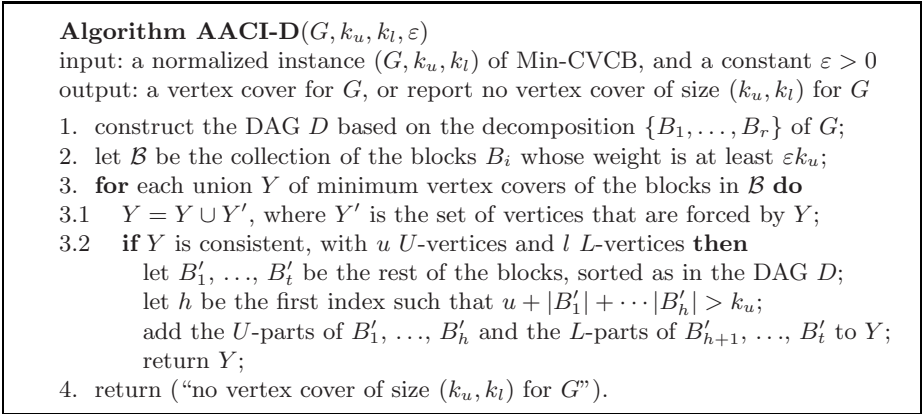 Algorithm AACI-D(G, k_u, k_l, ε)
input: a normalized instance (G, k_u, k_l) of Min-CVCB, and a constant ε > 0
output: a vertex cover for G, or report no vertex cover of size (k_u, k_l) for G
1. construct the DAG D based on the decomposition {B_1, . . . , B_r} of G;
2. let ℬ be the collection of the blocks B_i whose weight is at least εk_u;
3. for each union Y of minimum vertex covers of the blocks in ℬ do
3.1 Y = Y ∪ Y′, where Y′ is the set of vertices that are forced by Y;
3.2 if Y is consistent, with u U-vertices and l L-vertices then
let B′_1, . . ., B′_t be the rest of the blocks, sorted as in the DAG D;
let h be the first index such that u + |B′_1| + · · · |B′_h| > k_u;
add the U-parts of B′_1, . . ., B′_h and the L-parts of B′_{h+1}, . . ., B′_t to Y;
return Y;
4. return (“no vertex cover of size (k_u, k_l) for G”).